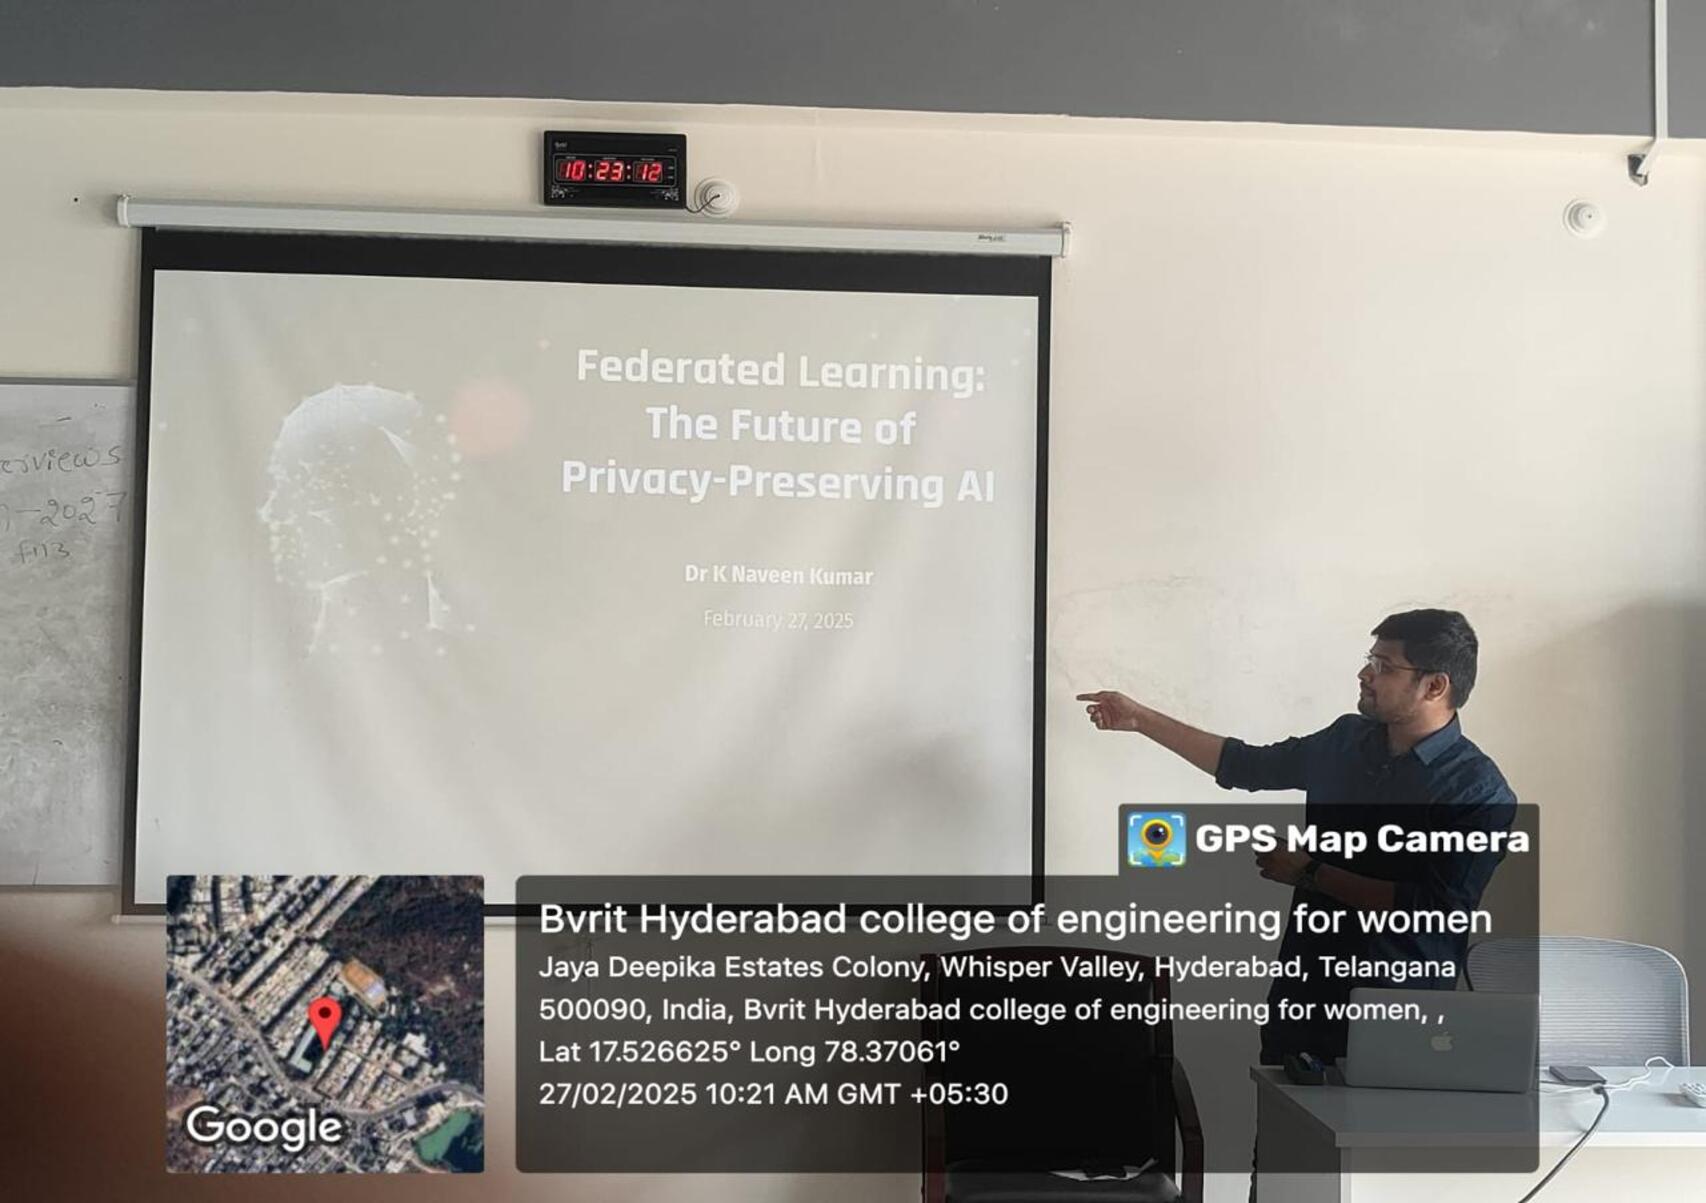 10:23:12
Federated Learning:
The Future of
Privacy-Preserving AI
Dr K Naveen Kumar
February 27, 2025
erviews
-2027
GPS Map Camera
Bvrit Hyderabad college of engineering for women
Jaya Deepika Estates Colony, Whisper Valley, Hyderabad, Telangana
500090, India, Bvrit Hyderabad college of engineering for women, ,
Lat 17.526625° Long 78.37061°
27/02/2025 10:21 AM GMT +05:30
Google